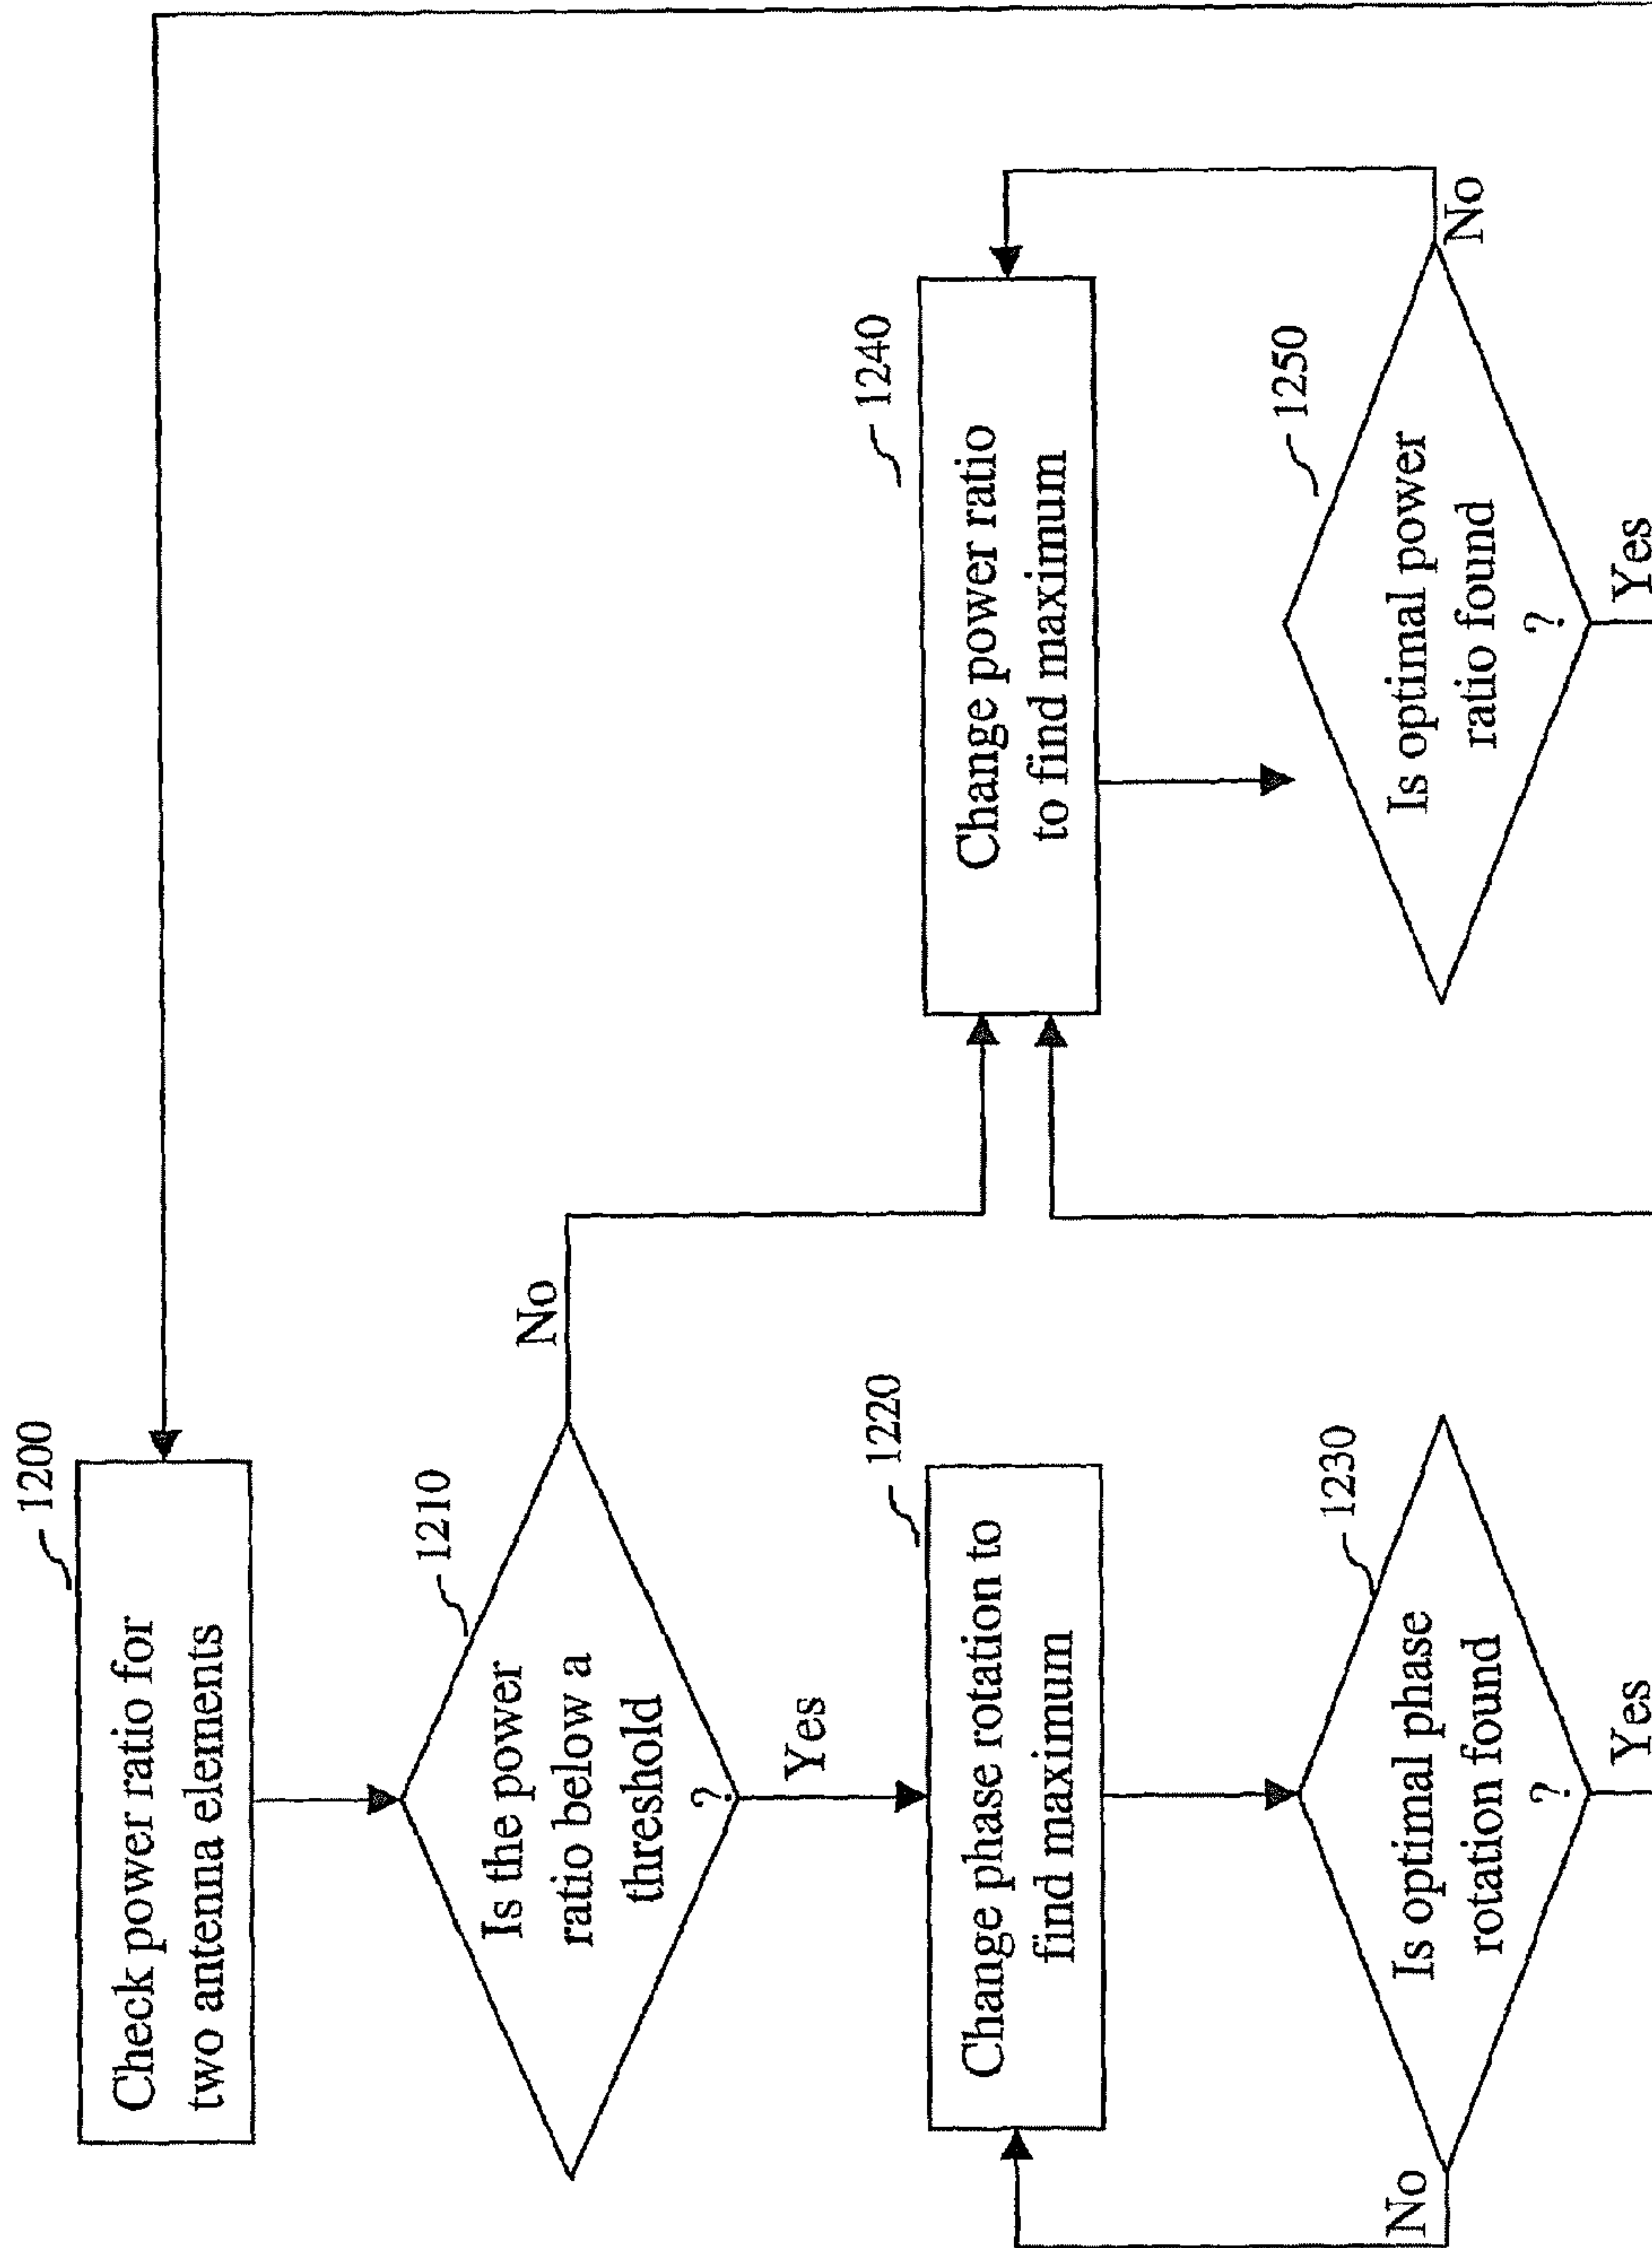 1200
Check power ratio for
two antenna elements
1210
Is the power
ratio below a
threshold
?
No
Yes
1220
Change phase rotation to
find maximum
1230
Is optimal phase
rotation found
?
No
Yes
1240
Change power ratio
to find maximum
1250
Is optimal power
ratio found
?
No
Yes